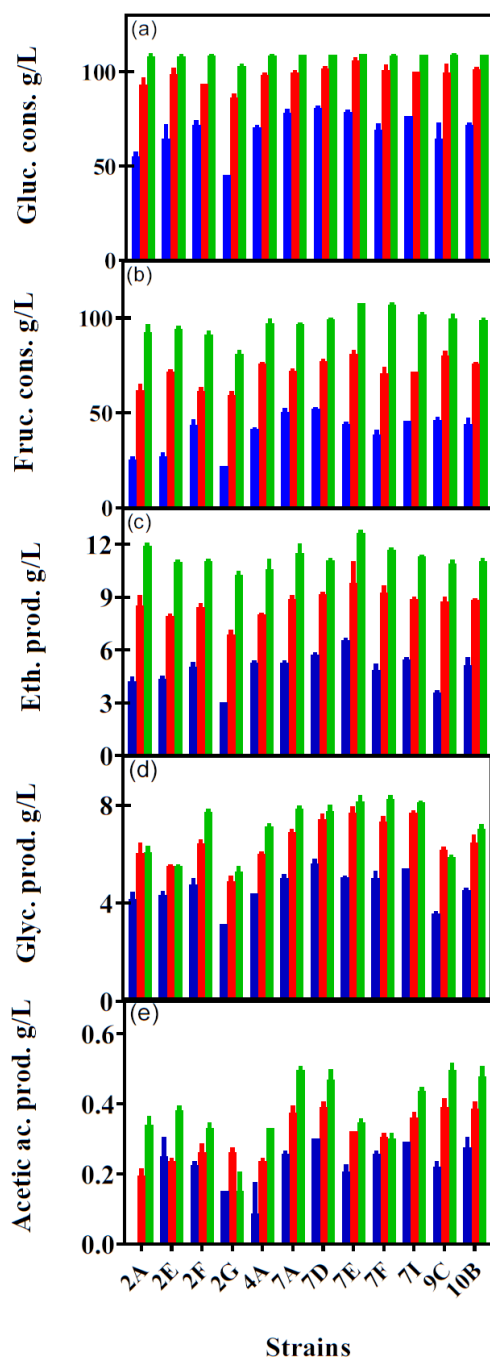 (a)
Gluc. cons. g/L
100
50
0
(b)
Fruc. cons. g/L
100
50
0
(c)
Eth. prod. g/L
12
9
6
3
0
(d)
Glyc. prod. g/L
8
4
0
(e)
Acetic ac. prod. g/L
0.6
0.4
0.2
0.0
2A 2E 2F 2G 4A 7A 7D 7E 7F 7I 9C 10B
Strains